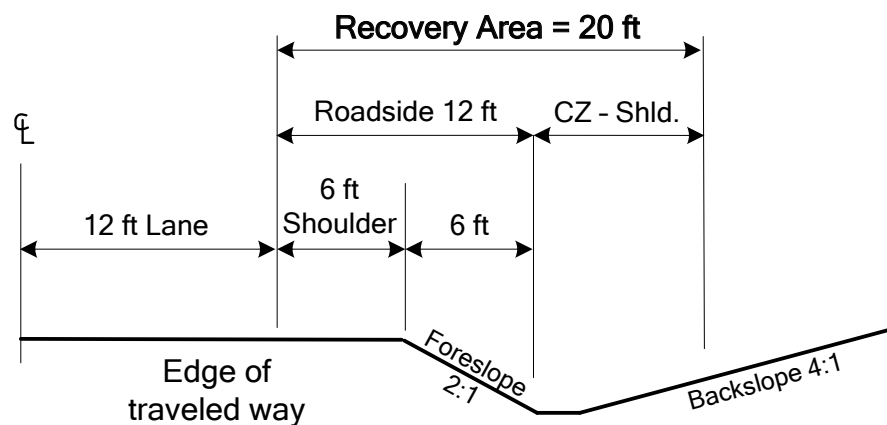 Recovery Area = 20 ft
Roadside 12 ft
CZ - Shld.
℄
6 ft
Shoulder
12 ft Lane
6 ft
Foreslope
2:1
Edge of
traveled way
Backslope 4:1